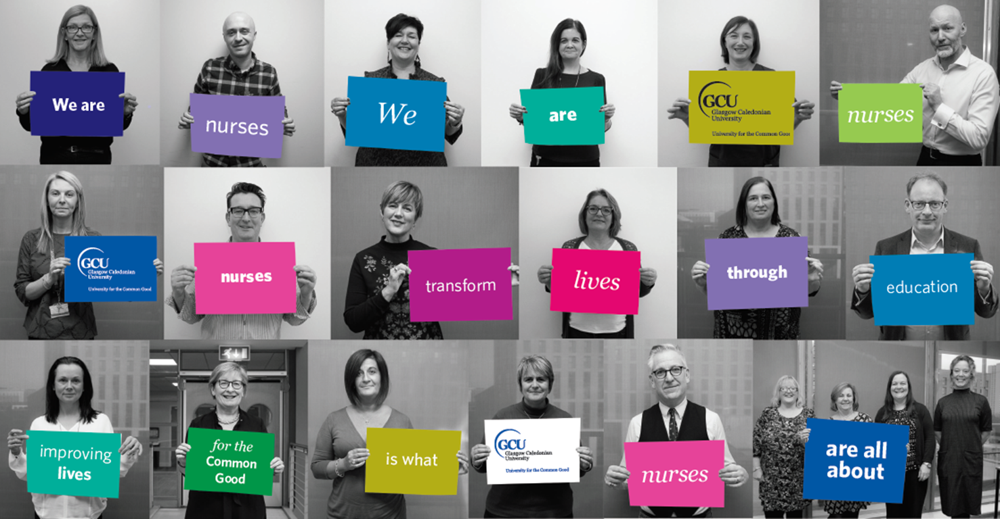 We are
nurses
We
are
GCU
Glasgow Caledonian
University
University for the Common Good
nurses
GCU
Glasgow Caledonian
University
University for the Common Good
nurses
transform
lives
through
education
improving
lives
for the
Common
Good
is what
GCU
Glasgow Caledonian
University
University for the Common Good
nurses
are all
about